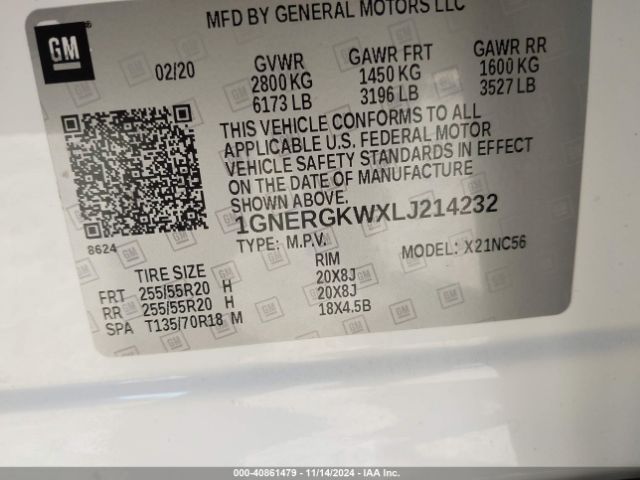 MFD BY GENERAL MOTORS LLC
GM
02/20
GVWR GAWR FRT GAWR RR
2800 KG 1450 KG 1600 KG
6173 LB 3196 LB 3527 LB
THIS VEHICLE CONFORMS TO ALL
APPLICABLE U.S. FEDERAL MOTOR
VEHICLE SAFETY STANDARDS IN EFFECT
ON THE DATE OF MANUFACTURE
SHOWN ABOVE.
1GNERGKWXLJ214232
8624
TYPE: M.P.V. MODEL: X21NC56
TIRE SIZE RIM
FRT 255/55R20 H 20X8J
RR 255/55R20 H 20X8J
SPA T135/70R18 M 18X4.5B
000-40861479 - 11/14/2024 - IAA Inc.